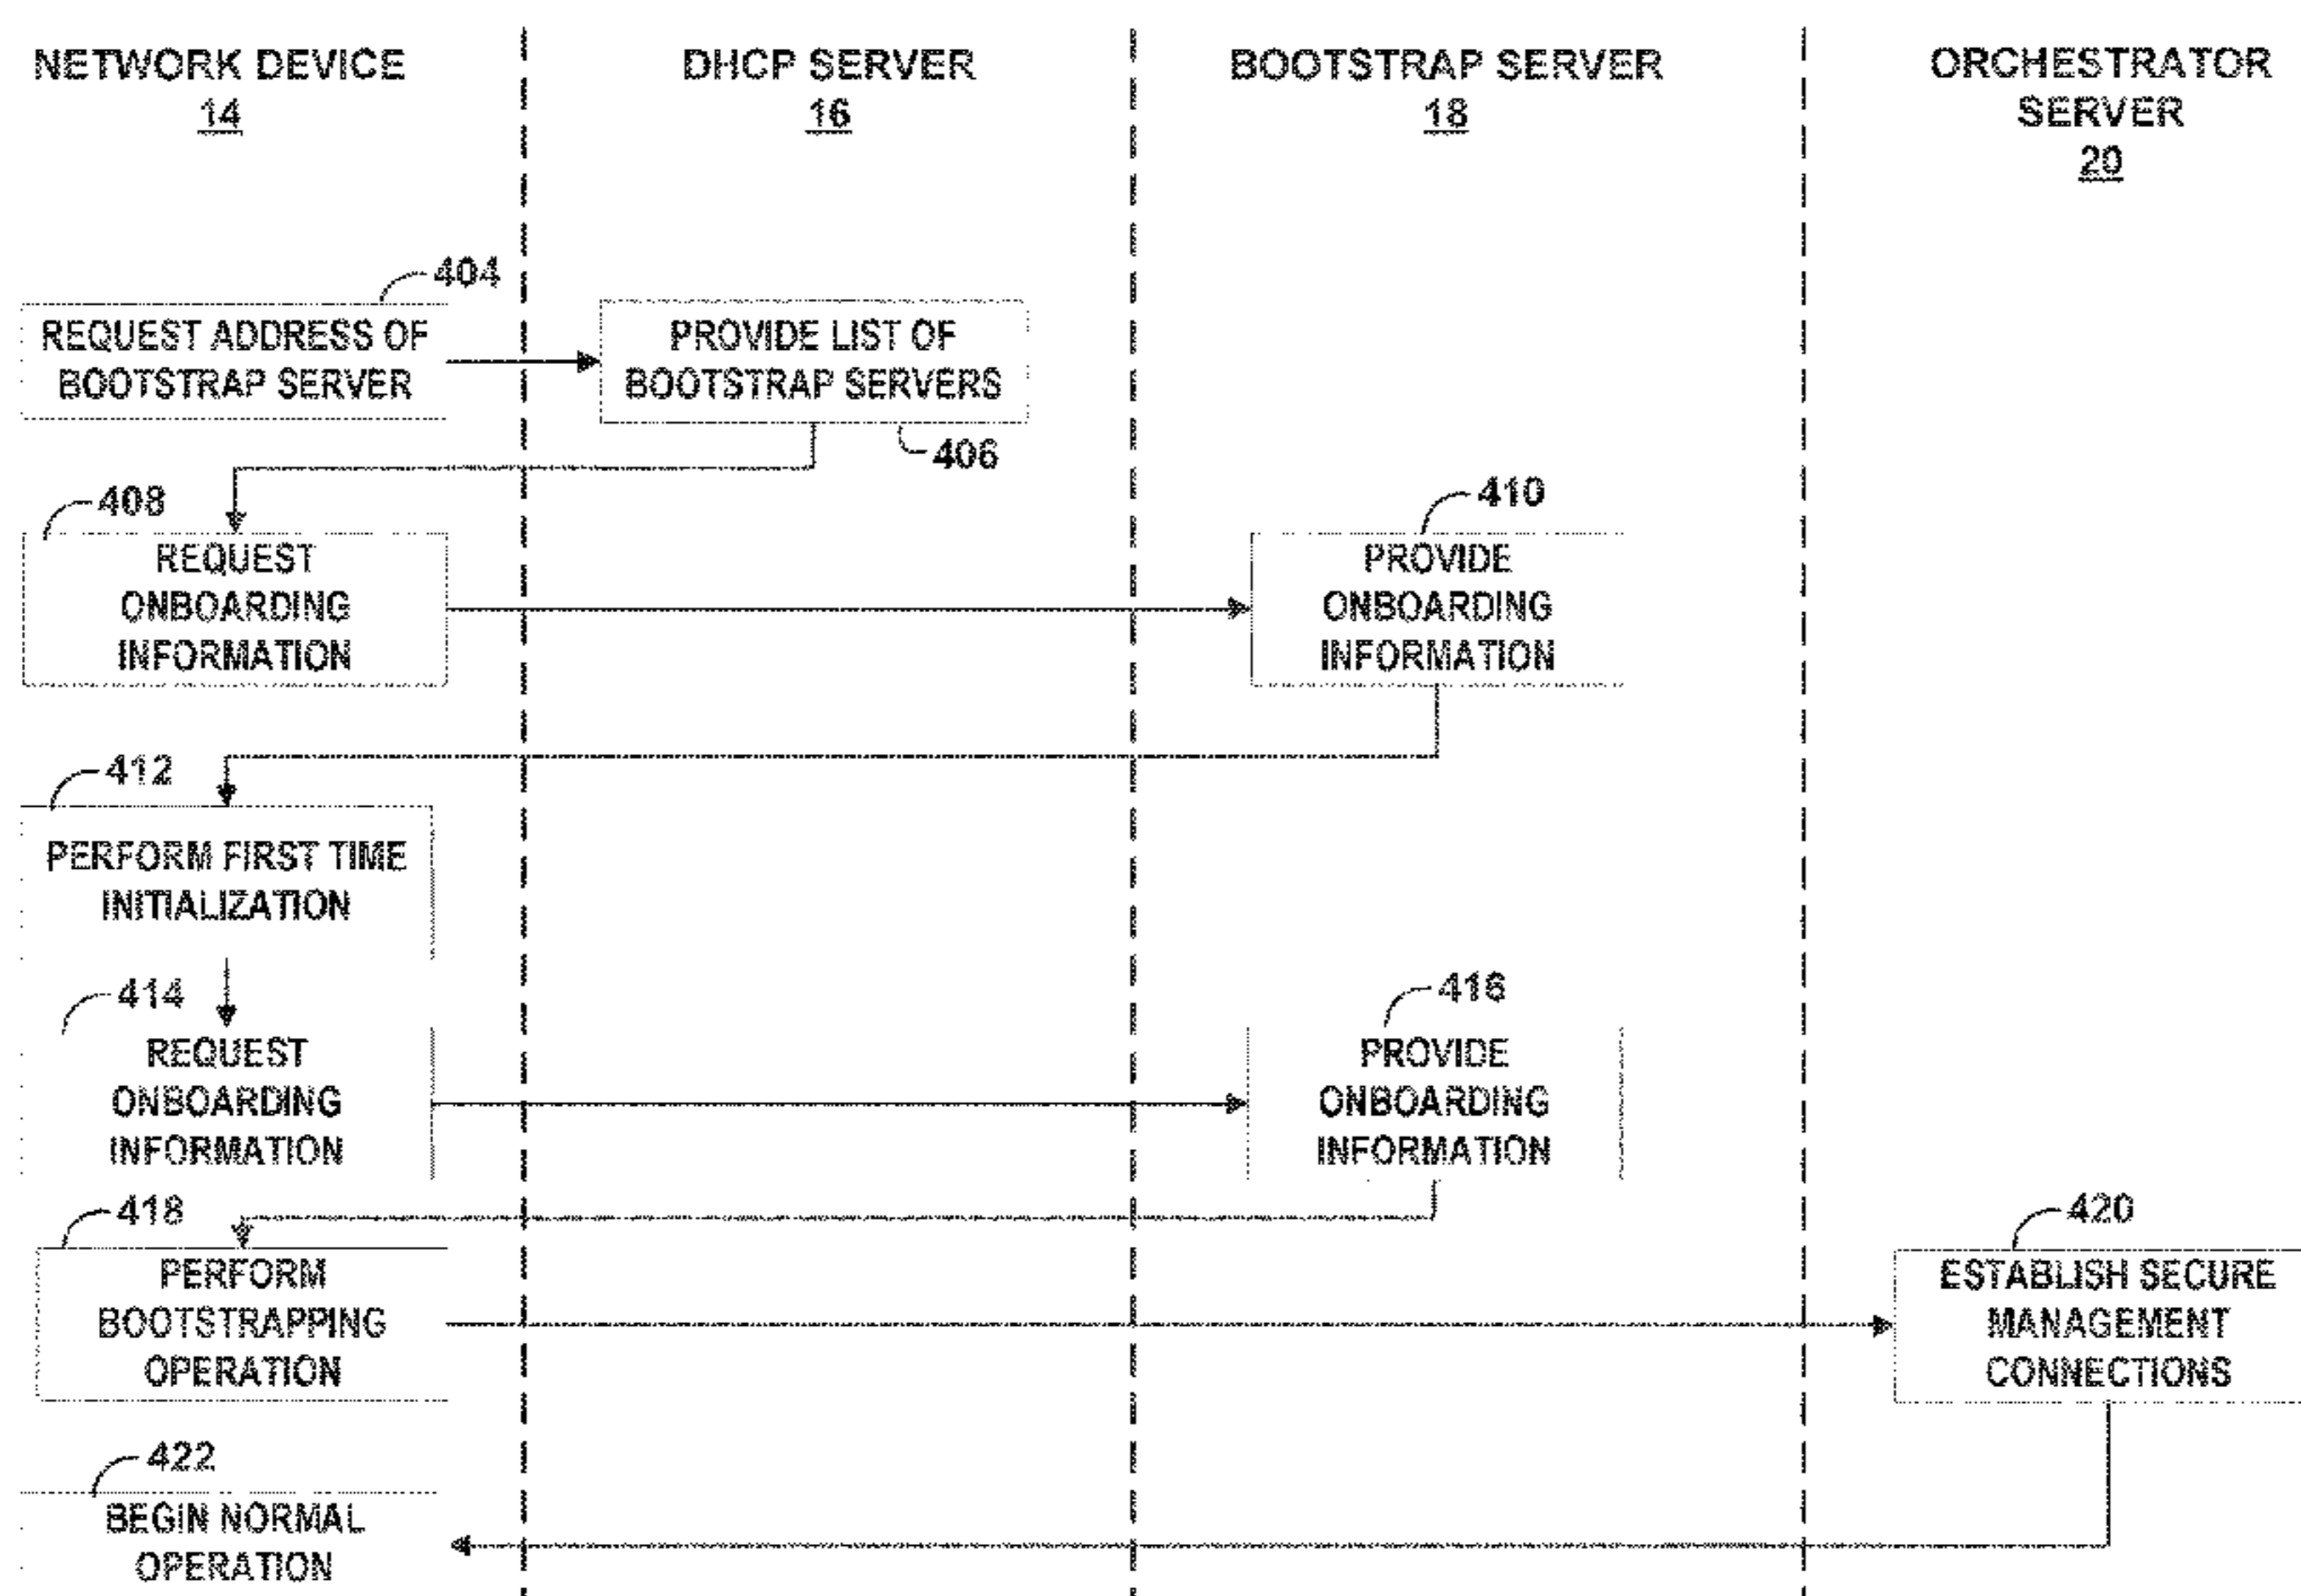 NETWORK DEVICE
14
DHCP SERVER
16
BOOTSTRAP SERVER
18
ORCHESTRATOR
SERVER
20
404
REQUEST ADDRESS OF
BOOTSTRAP SERVER
PROVIDE LIST OF
BOOTSTRAP SERVERS
406
408
REQUEST
ONBOARDING
INFORMATION
410
PROVIDE
ONBOARDING
INFORMATION
412
PERFORM FIRST TIME
INITIALIZATION
414
REQUEST
ONBOARDING
INFORMATION
416
PROVIDE
ONBOARDING
INFORMATION
418
PERFORM
BOOTSTRAPPING
OPERATION
420
ESTABLISH SECURE
MANAGEMENT
CONNECTIONS
422
BEGIN NORMAL
OPERATION